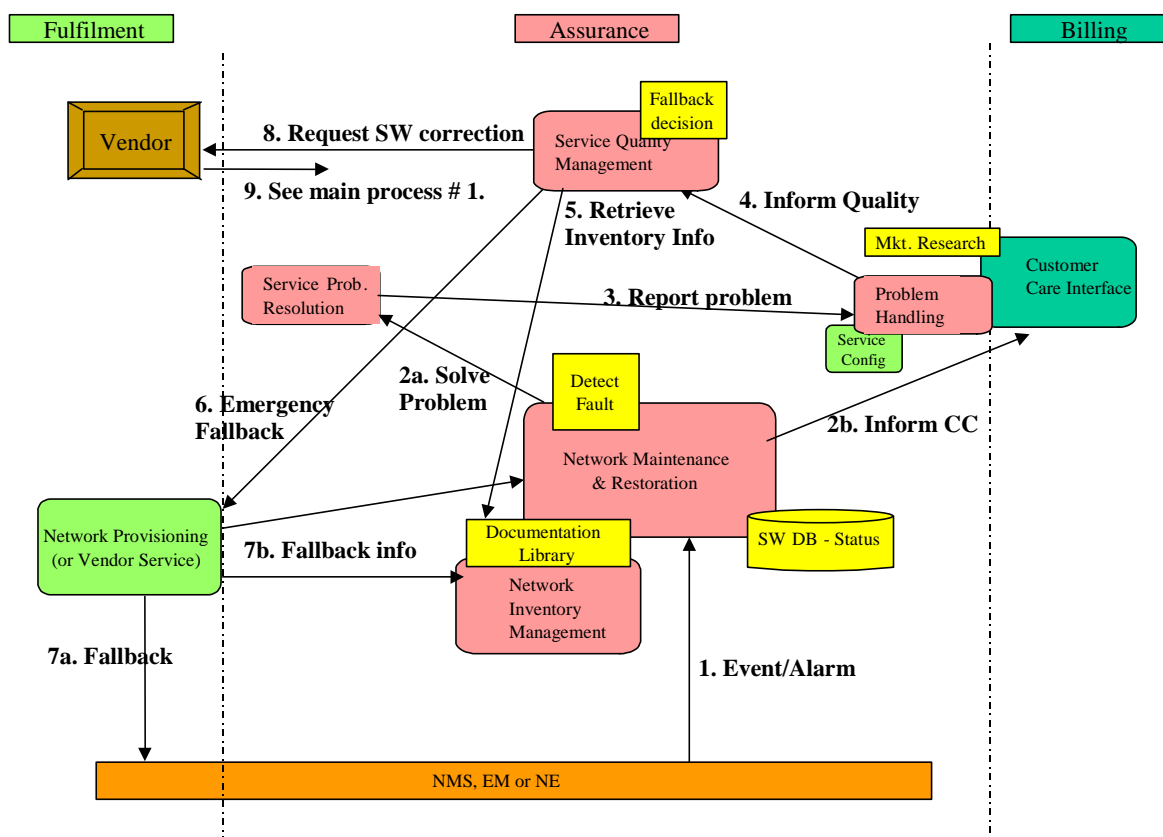 Fulfilment
Assurance
Billing
Vendor
8. Request SW correction
9. See main process # 1.
Fallback
decision
Service Quality
Management
5. Retrieve
Inventory Info
4. Inform Quality
Mkt. Research
Customer
Care Interface
Service Prob.
Resolution
3. Report problem
Problem
Handling
Service
Config
2a. Solve
Problem
Detect
Fault
2b. Inform CC
6. Emergency
Fallback
Network Maintenance
& Restoration
Network Provisioning
(or Vendor Service)
7b. Fallback info
Documentation
Library
SW DB - Status
Network
Inventory
Management
7a. Fallback
1. Event/Alarm
NMS, EM or NE